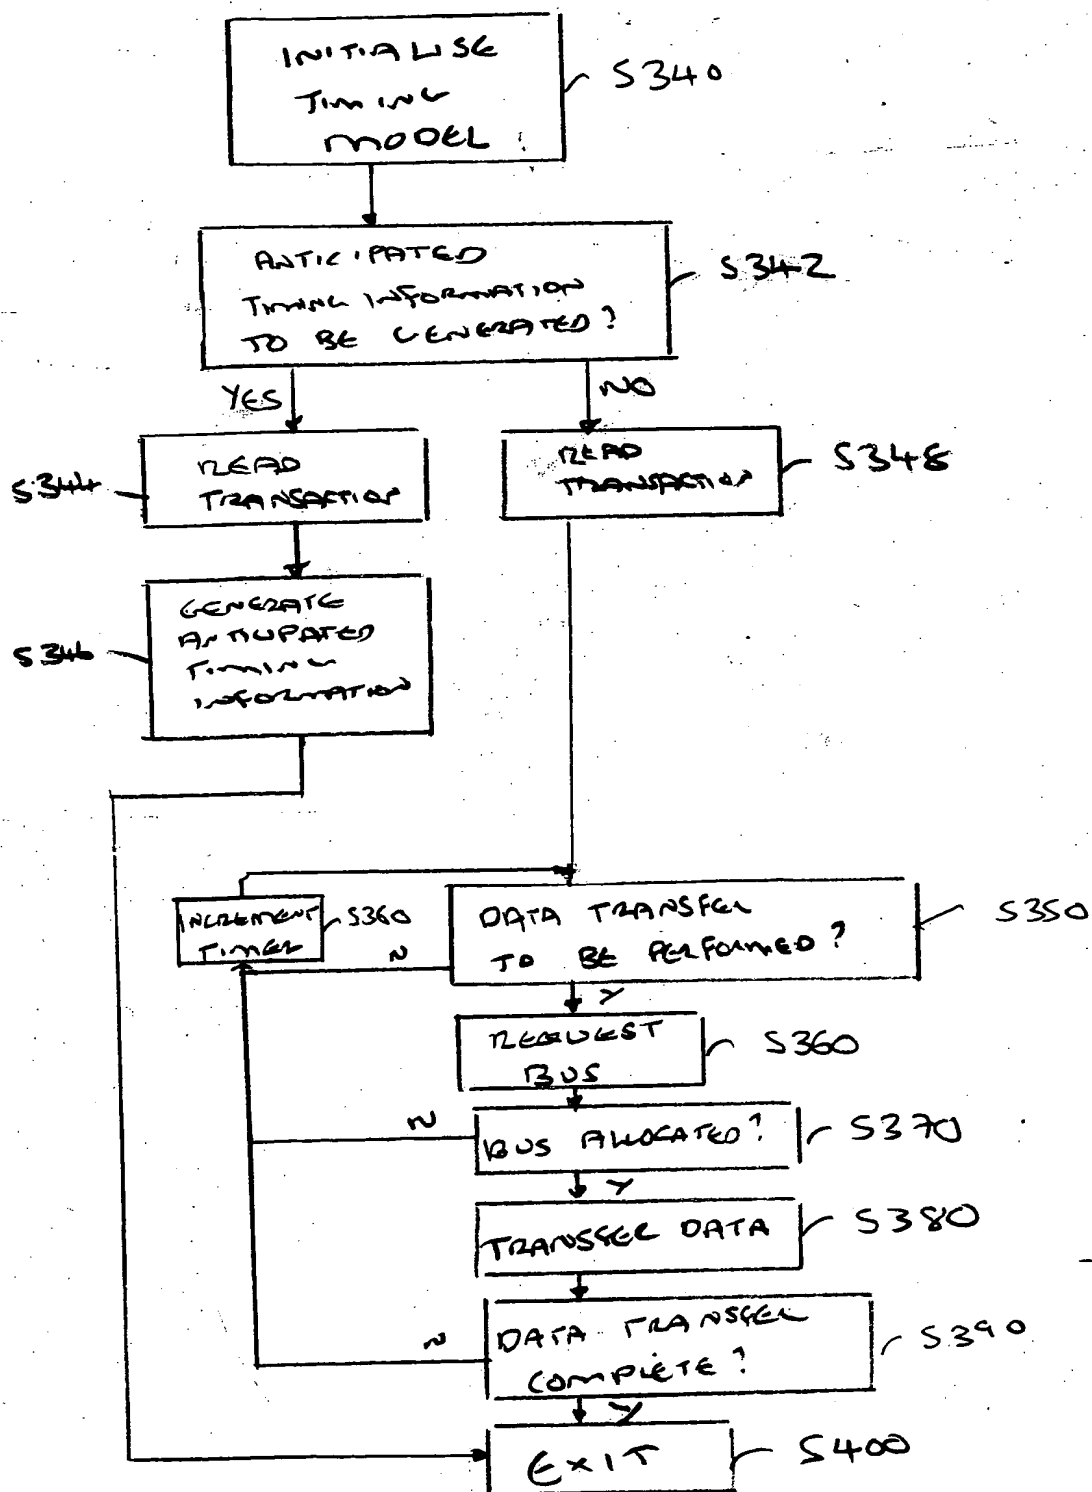 INITIALISE
TIMING
MODEL
S340
ANTICIPATED
TIMING INFORMATION
TO BE GENERATED?
S342
YES
NO
READ
TRANSACTION
S344
READ
TRANSACTION
S348
GENERATE
ANTICIPATED
TIMING
INFORMATION
S346
INCREMENT
TIMER
S360
N
DATA TRANSFER
TO BE PERFORMED?
S350
Y
REQUEST
BUS
S360
N
BUS ALLOCATED?
S370
Y
TRANSFER DATA
S380
N
DATA TRANSFER
COMPLETE?
S390
Y
EXIT
S400